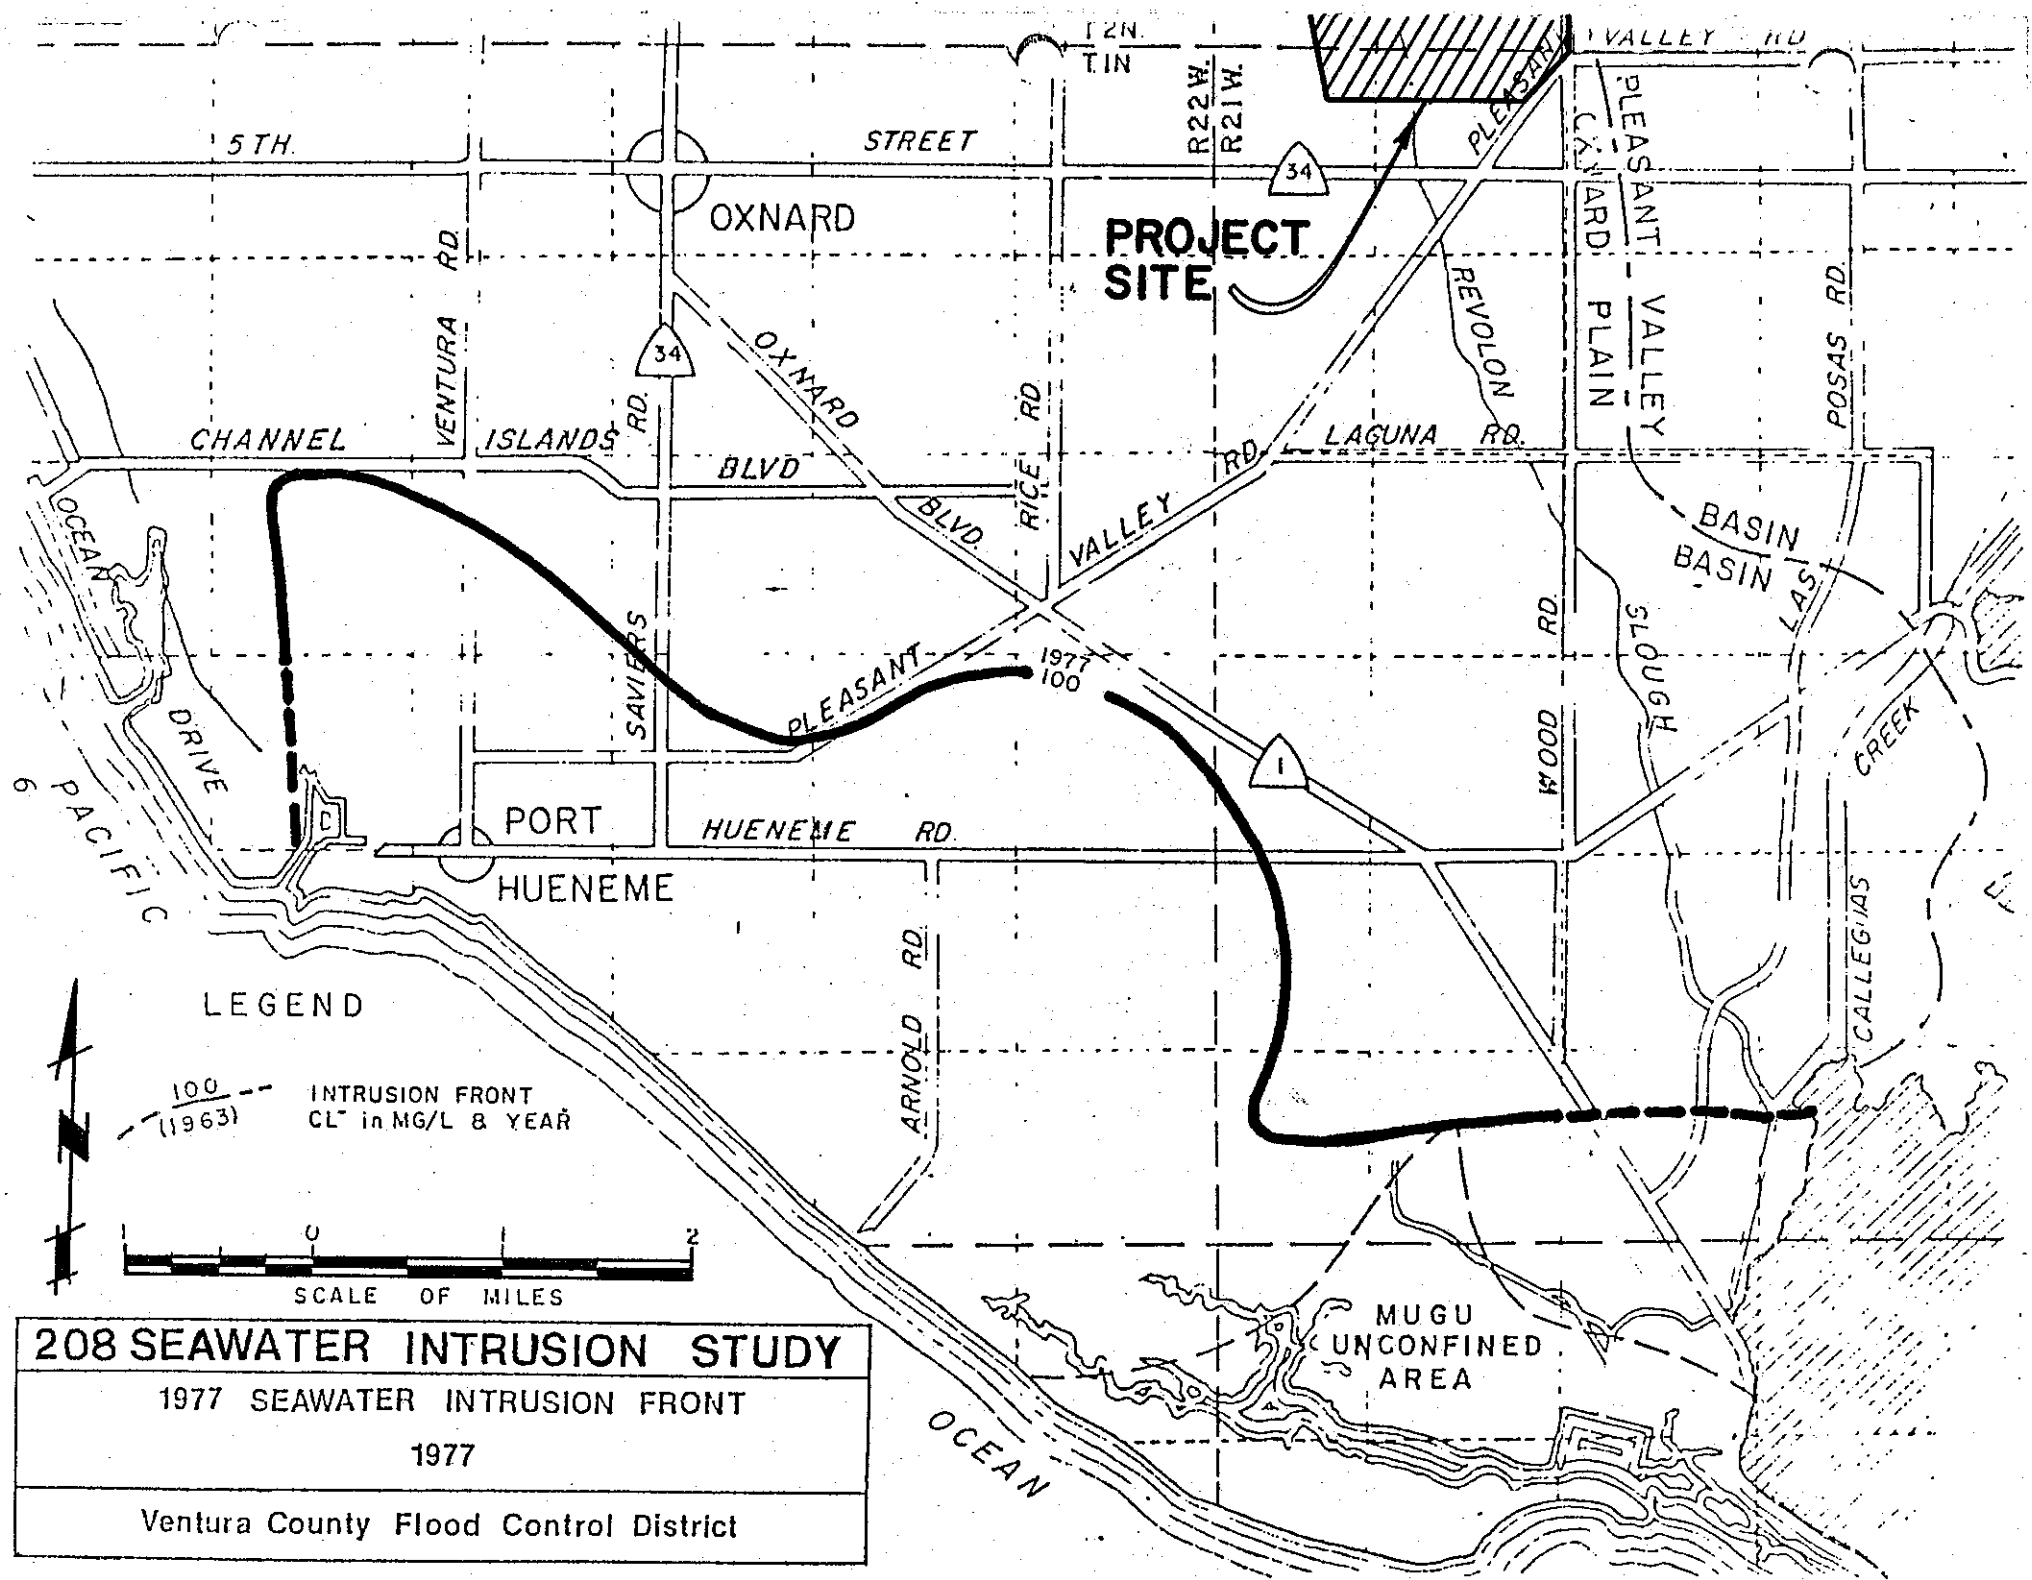 T2N.
T.1N
R22W.
R21W.
VALLEY RD
PLEASANT
5TH.
STREET
34
OXNARD
PROJECT
SITE
PLEASANT VALLEY
PLAIN
VENTURA RD.
34
OXNARD
BLVD.
RICE RD.
REVOLON
SLOUGH
LAS POSAS RD.
CHANNEL ISLANDS
BLVD
SAVIERS RD.
LAGUNA RD.
PLEASANT VALLEY RD.
BASIN
BASIN
OCEAN
DRIVE
1977
100
WOOD RD.
1
CALLEGUAS
CREEK
PORT
HUENEME
HUENEME RD.
ARNOLD RD.
PACIFIC
OCEAN
LEGEND
100
(1963)
INTRUSION FRONT
CL⁻ in MG/L & YEAR
1 0 1 2
SCALE OF MILES
MUGU
UNCONFINED
AREA
208 SEAWATER INTRUSION STUDY
1977 SEAWATER INTRUSION FRONT
1977
Ventura County Flood Control District